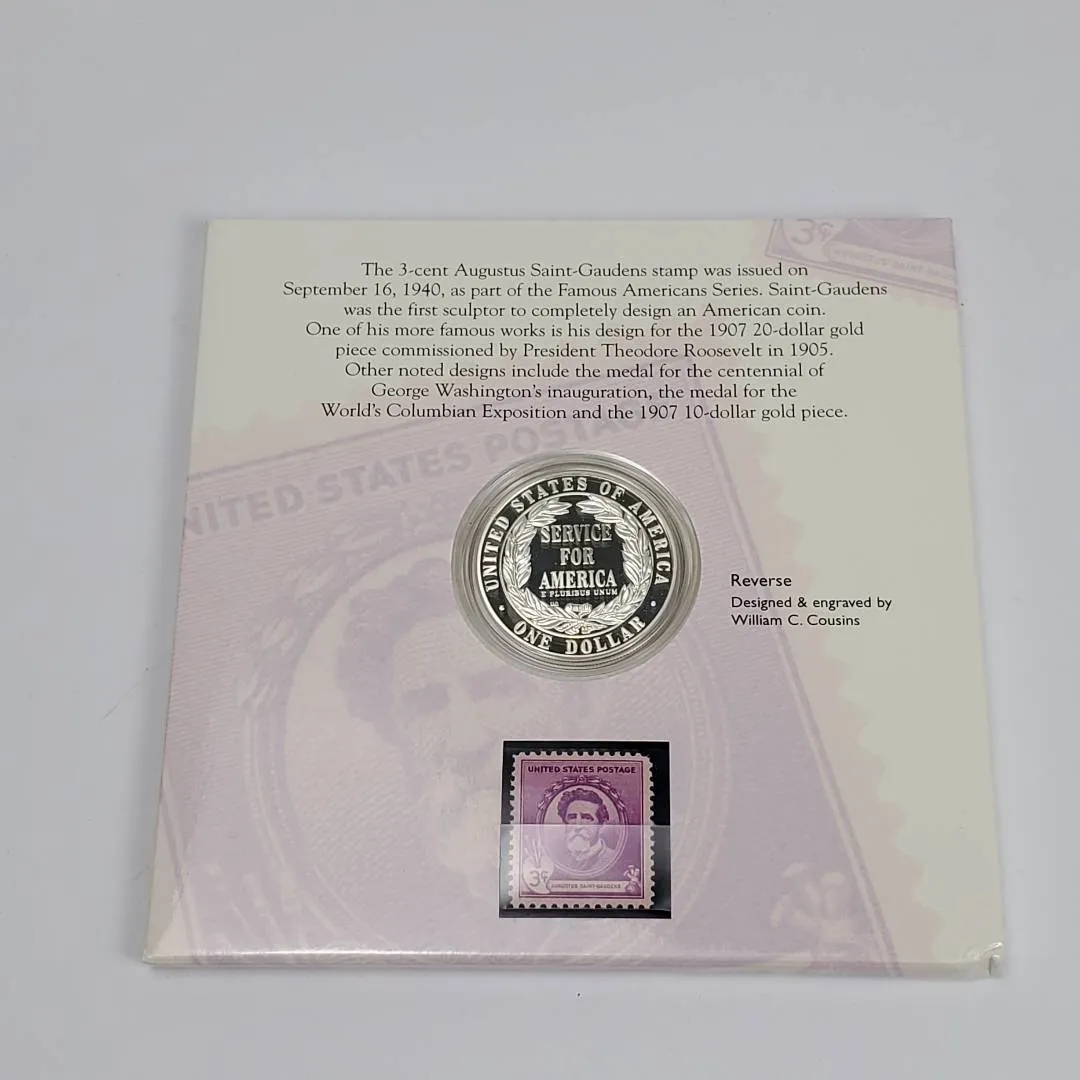 3¢
The 3-cent Augustus Saint-Gaudens stamp was issued on
September 16, 1940, as part of the Famous Americans Series. Saint-Gaudens
was the first sculptor to completely design an American coin.
One of his more famous works is his design for the 1907 20-dollar gold
piece commissioned by President Theodore Roosevelt in 1905.
Other noted designs include the medal for the centennial of
George Washington's inauguration, the medal for the
World's Columbian Exposition and the 1907 10-dollar gold piece.
UNITED STATES POSTAGE
UNITED STATES OF AMERICA
SERVICE
FOR
AMERICA
E PLURIBUS UNUM
· ONE DOLLAR ·
Reverse
Designed & engraved by
William C. Cousins
UNITED STATES POSTAGE
3¢
AUGUSTUS SAINT-GAUDENS